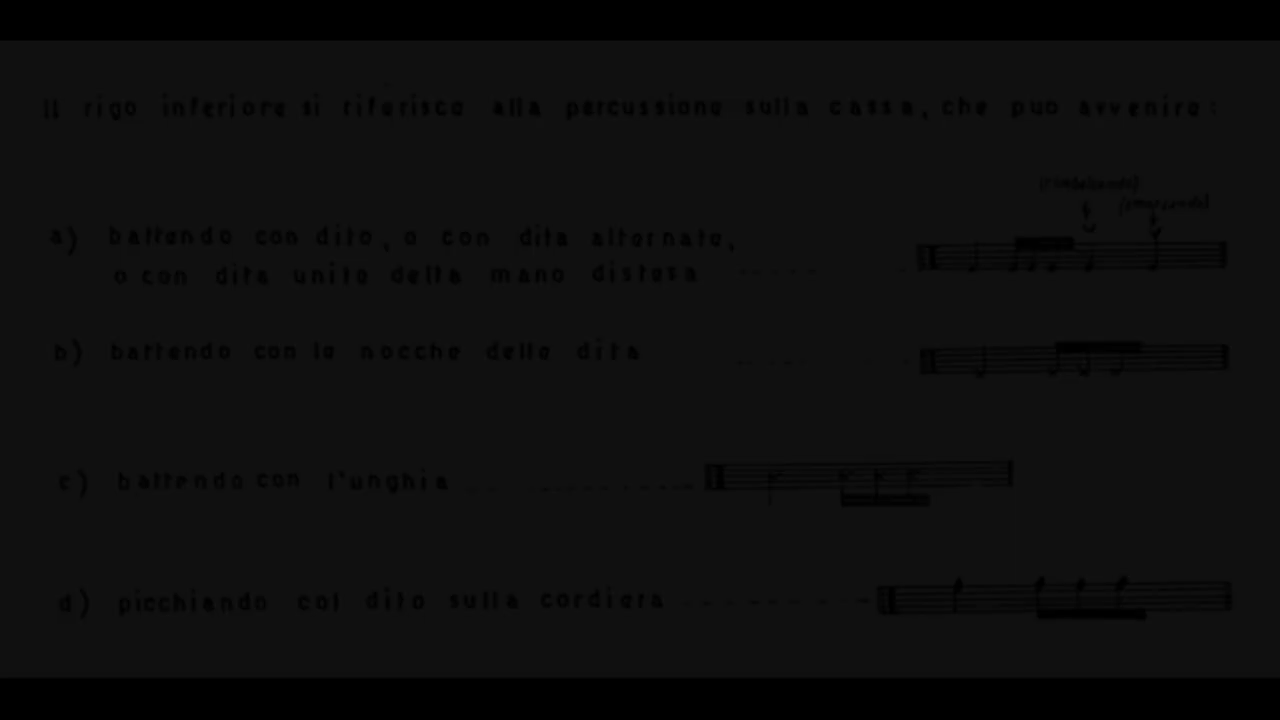 Il rigo inferiore si riferisce alla percussione sulla cassa, che può avvenire:
(rimbalzando)
(smorzando)
a) battendo con dito, o con dita alternate,
o con dita unite della mano distesa
b) battendo con le nocche delle dita
c) battendo con l'unghia
d) picchiando col dito sulla cordiera